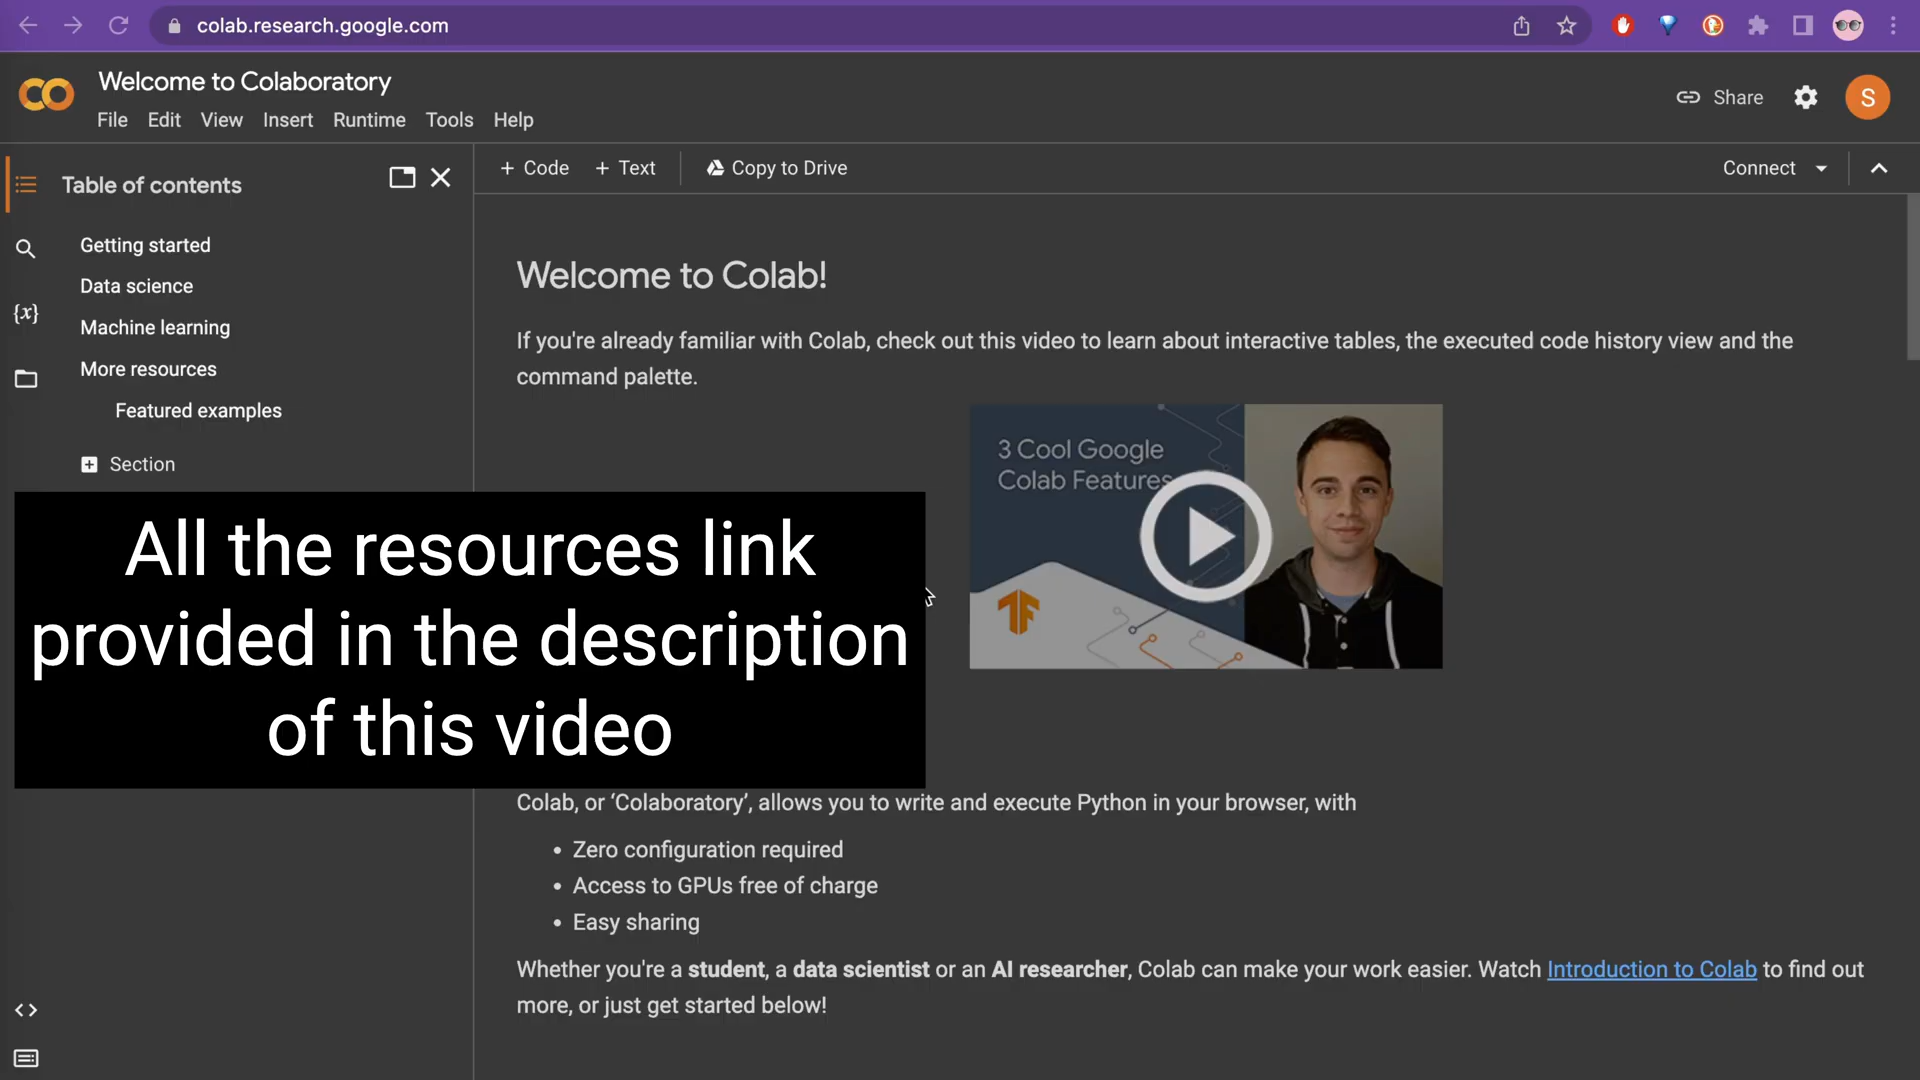 colab.research.google.com
Welcome to Colaboratory
File Edit View Insert Runtime Tools Help
Share
S
Table of contents
+ Code + Text Copy to Drive
Connect
Getting started
Data science
Machine learning
More resources
Featured examples
Section
{x}
Welcome to Colab!
If you're already familiar with Colab, check out this video to learn about interactive tables, the executed code history view and the
command palette.
3 Cool Google
Colab Features
All the resources link
provided in the description
of this video
Colab, or ‘Colaboratory’, allows you to write and execute Python in your browser, with
• Zero configuration required
• Access to GPUs free of charge
• Easy sharing
Whether you're a student, a data scientist or an AI researcher, Colab can make your work easier. Watch Introduction to Colab to find out
more, or just get started below!